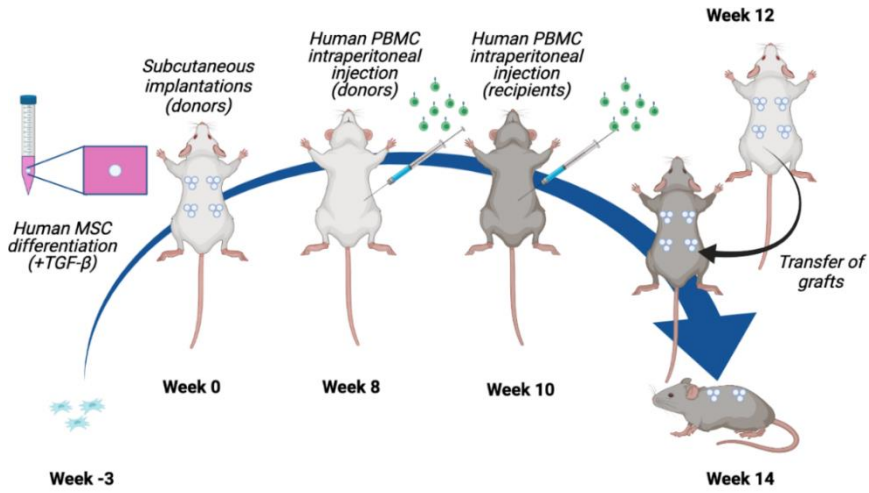 Week 12
Human PBMC
intraperitoneal
injection
(donors)
Human PBMC
intraperitoneal
injection
(recipients)
Subcutaneous
implantations
(donors)
Human MSC
differentiation
(+TGF-β)
Transfer of
grafts
Week 0
Week 8
Week 10
Week -3
Week 14